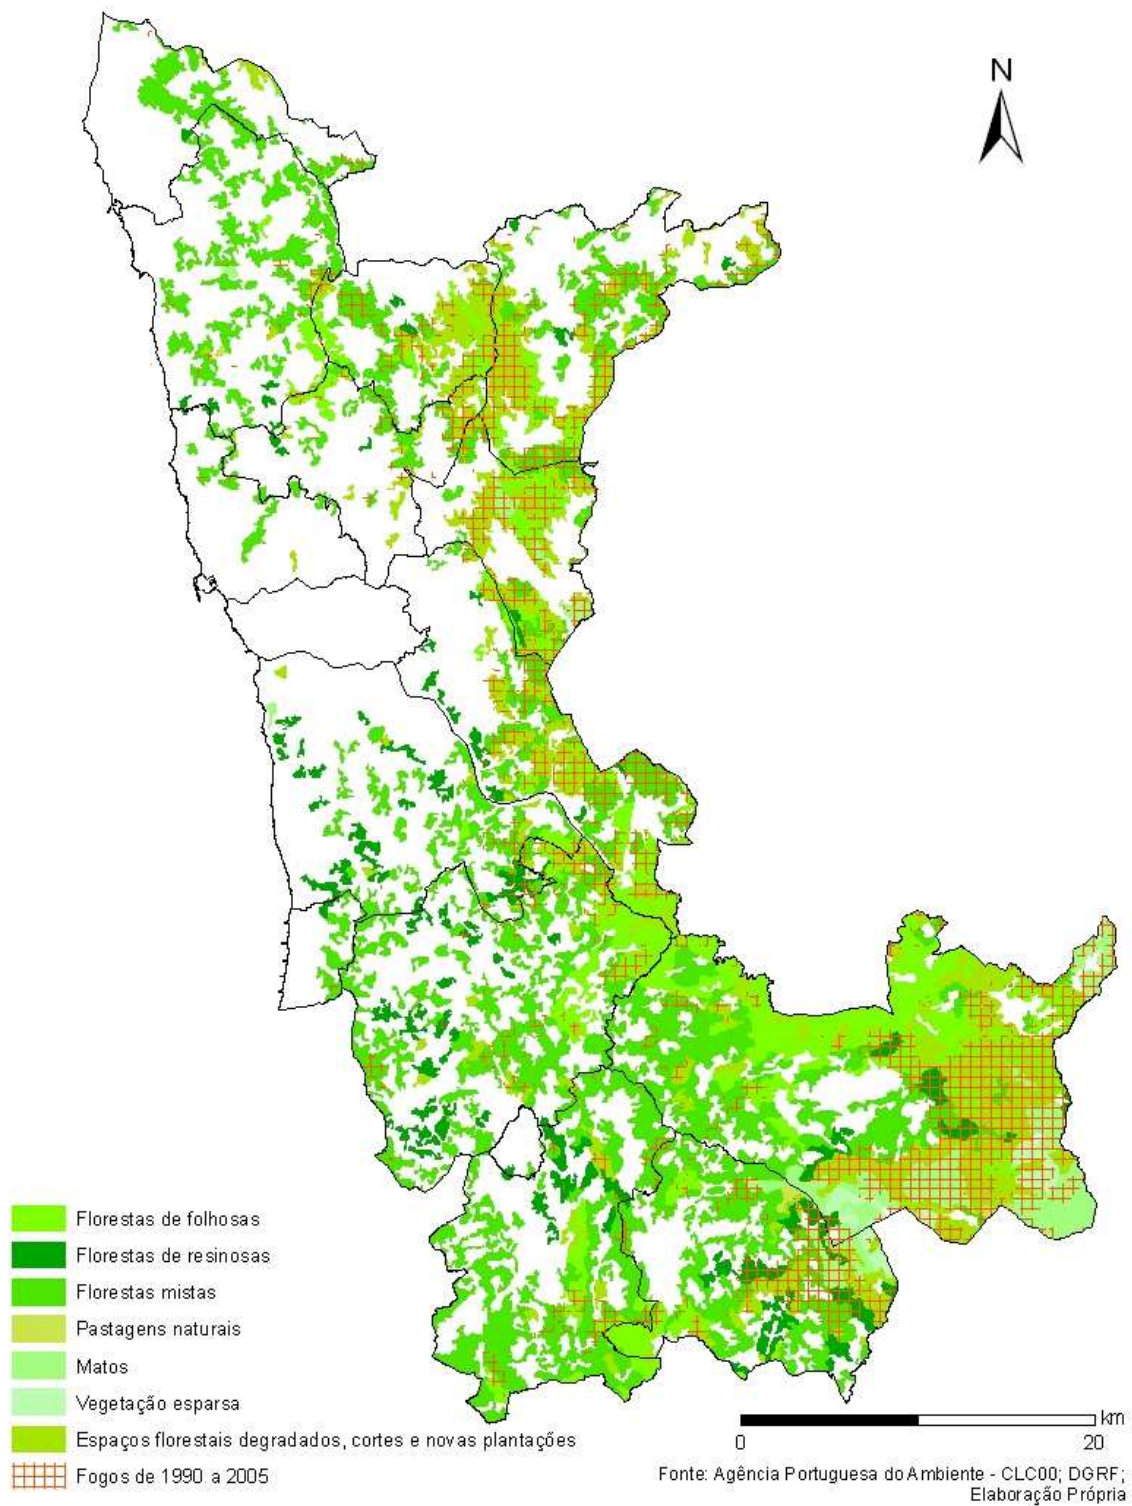 N
Florestas de folhosas
Florestas de resinosas
Florestas mistas
Pastagens naturais
Matos
Vegetação esparsa
Espaços florestais degradados, cortes e novas plantações
Fogos de 1990 a 2005
km
0 20
Fonte: Agência Portuguesa do Ambiente - CLC00; DGRF;
Elaboração Própria